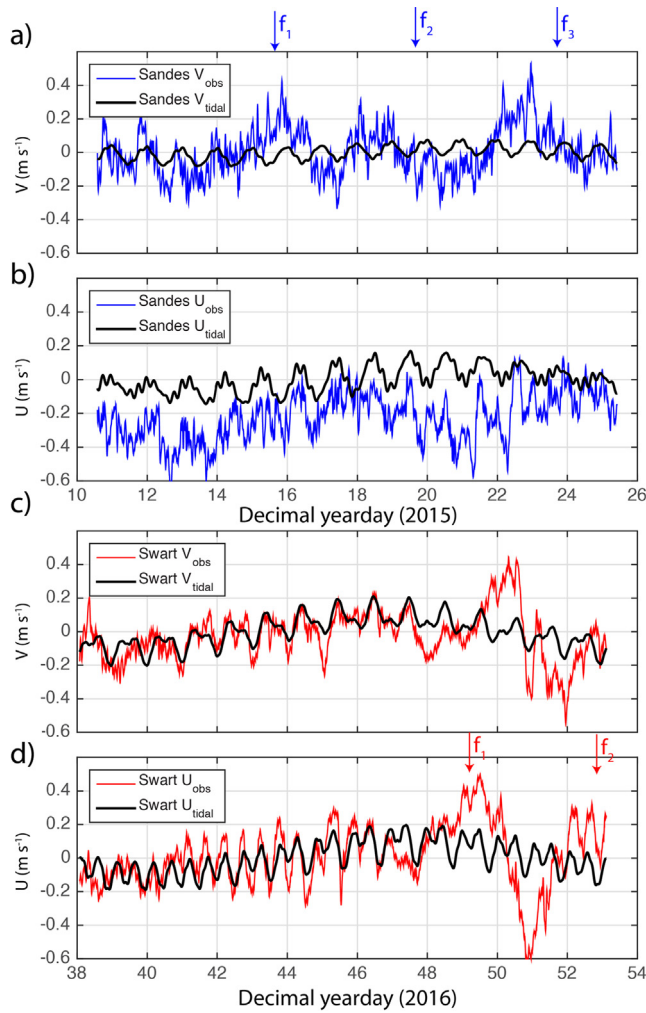 f1 f2 f3
a)
Sandes Vobs
Sandes Vtidal
0.4
0.2
0
-0.2
-0.4
-0.6
V (m s-1)
b)
Sandes Uobs
Sandes Utidal
0.4
0.2
0
-0.2
-0.4
-0.6
U (m s-1)
10 12 14 16 18 20 22 24 26
Decimal yearday (2015)
c)
Swart Vobs
Swart Vtidal
0.4
0.2
0
-0.2
-0.4
-0.6
V (m s-1)
f1 f2
d)
Swart Uobs
Swart Utidal
0.4
0.2
0
-0.2
-0.4
-0.6
U (m s-1)
38 40 42 44 46 48 50 52 54
Decimal yearday (2016)